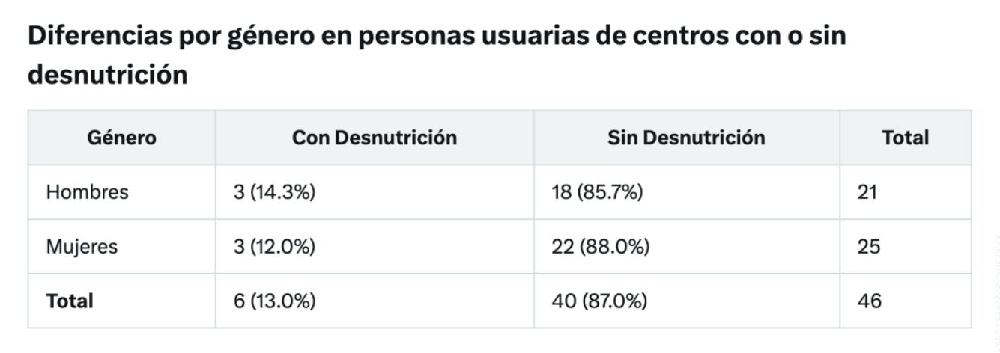 Diferencias por género en personas usuarias de centros con o sin
desnutrición
Género Con Desnutrición Sin Desnutrición Total
Hombres 3 (14.3%) 18 (85.7%) 21
Mujeres 3 (12.0%) 22 (88.0%) 25
Total 6 (13.0%) 40 (87.0%) 46